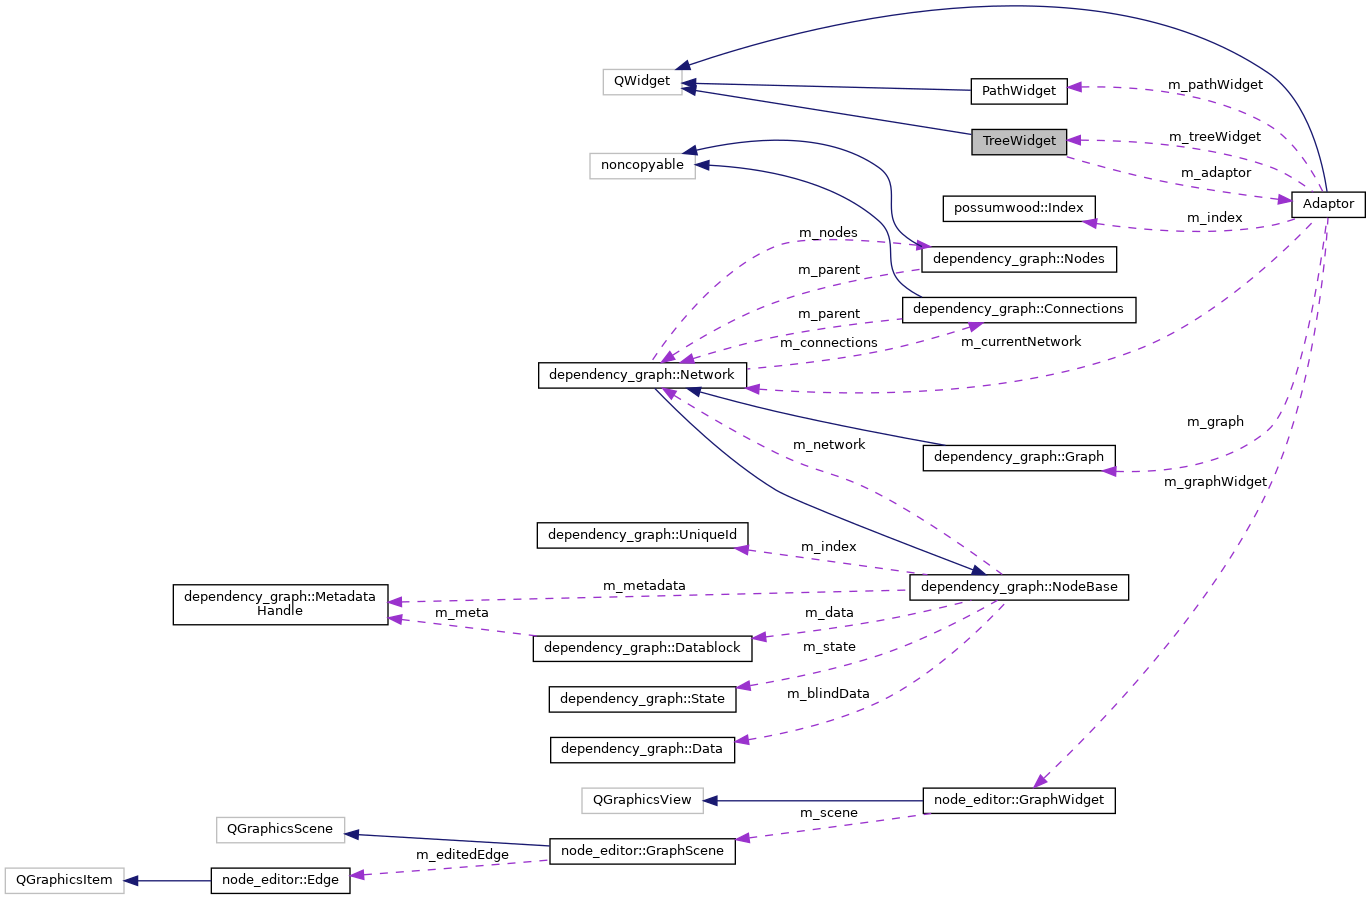 QWidget
PathWidget
m_pathWidget
TreeWidget
m_treeWidget
noncopyable
m_adaptor
Adaptor
possumwood::Index
m_index
m_nodes
dependency_graph::Nodes
m_parent
dependency_graph::Connections
m_parent
m_connections
m_currentNetwork
dependency_graph::Network
m_graph
m_network
dependency_graph::Graph
m_graphWidget
dependency_graph::UniqueId
m_index
dependency_graph::NodeBase
m_metadata
dependency_graph::Metadata
Handle
m_meta
m_data
dependency_graph::Datablock
m_state
dependency_graph::State
m_blindData
dependency_graph::Data
QGraphicsView
node_editor::GraphWidget
m_scene
QGraphicsScene
node_editor::GraphScene
m_editedEdge
QGraphicsItem
node_editor::Edge